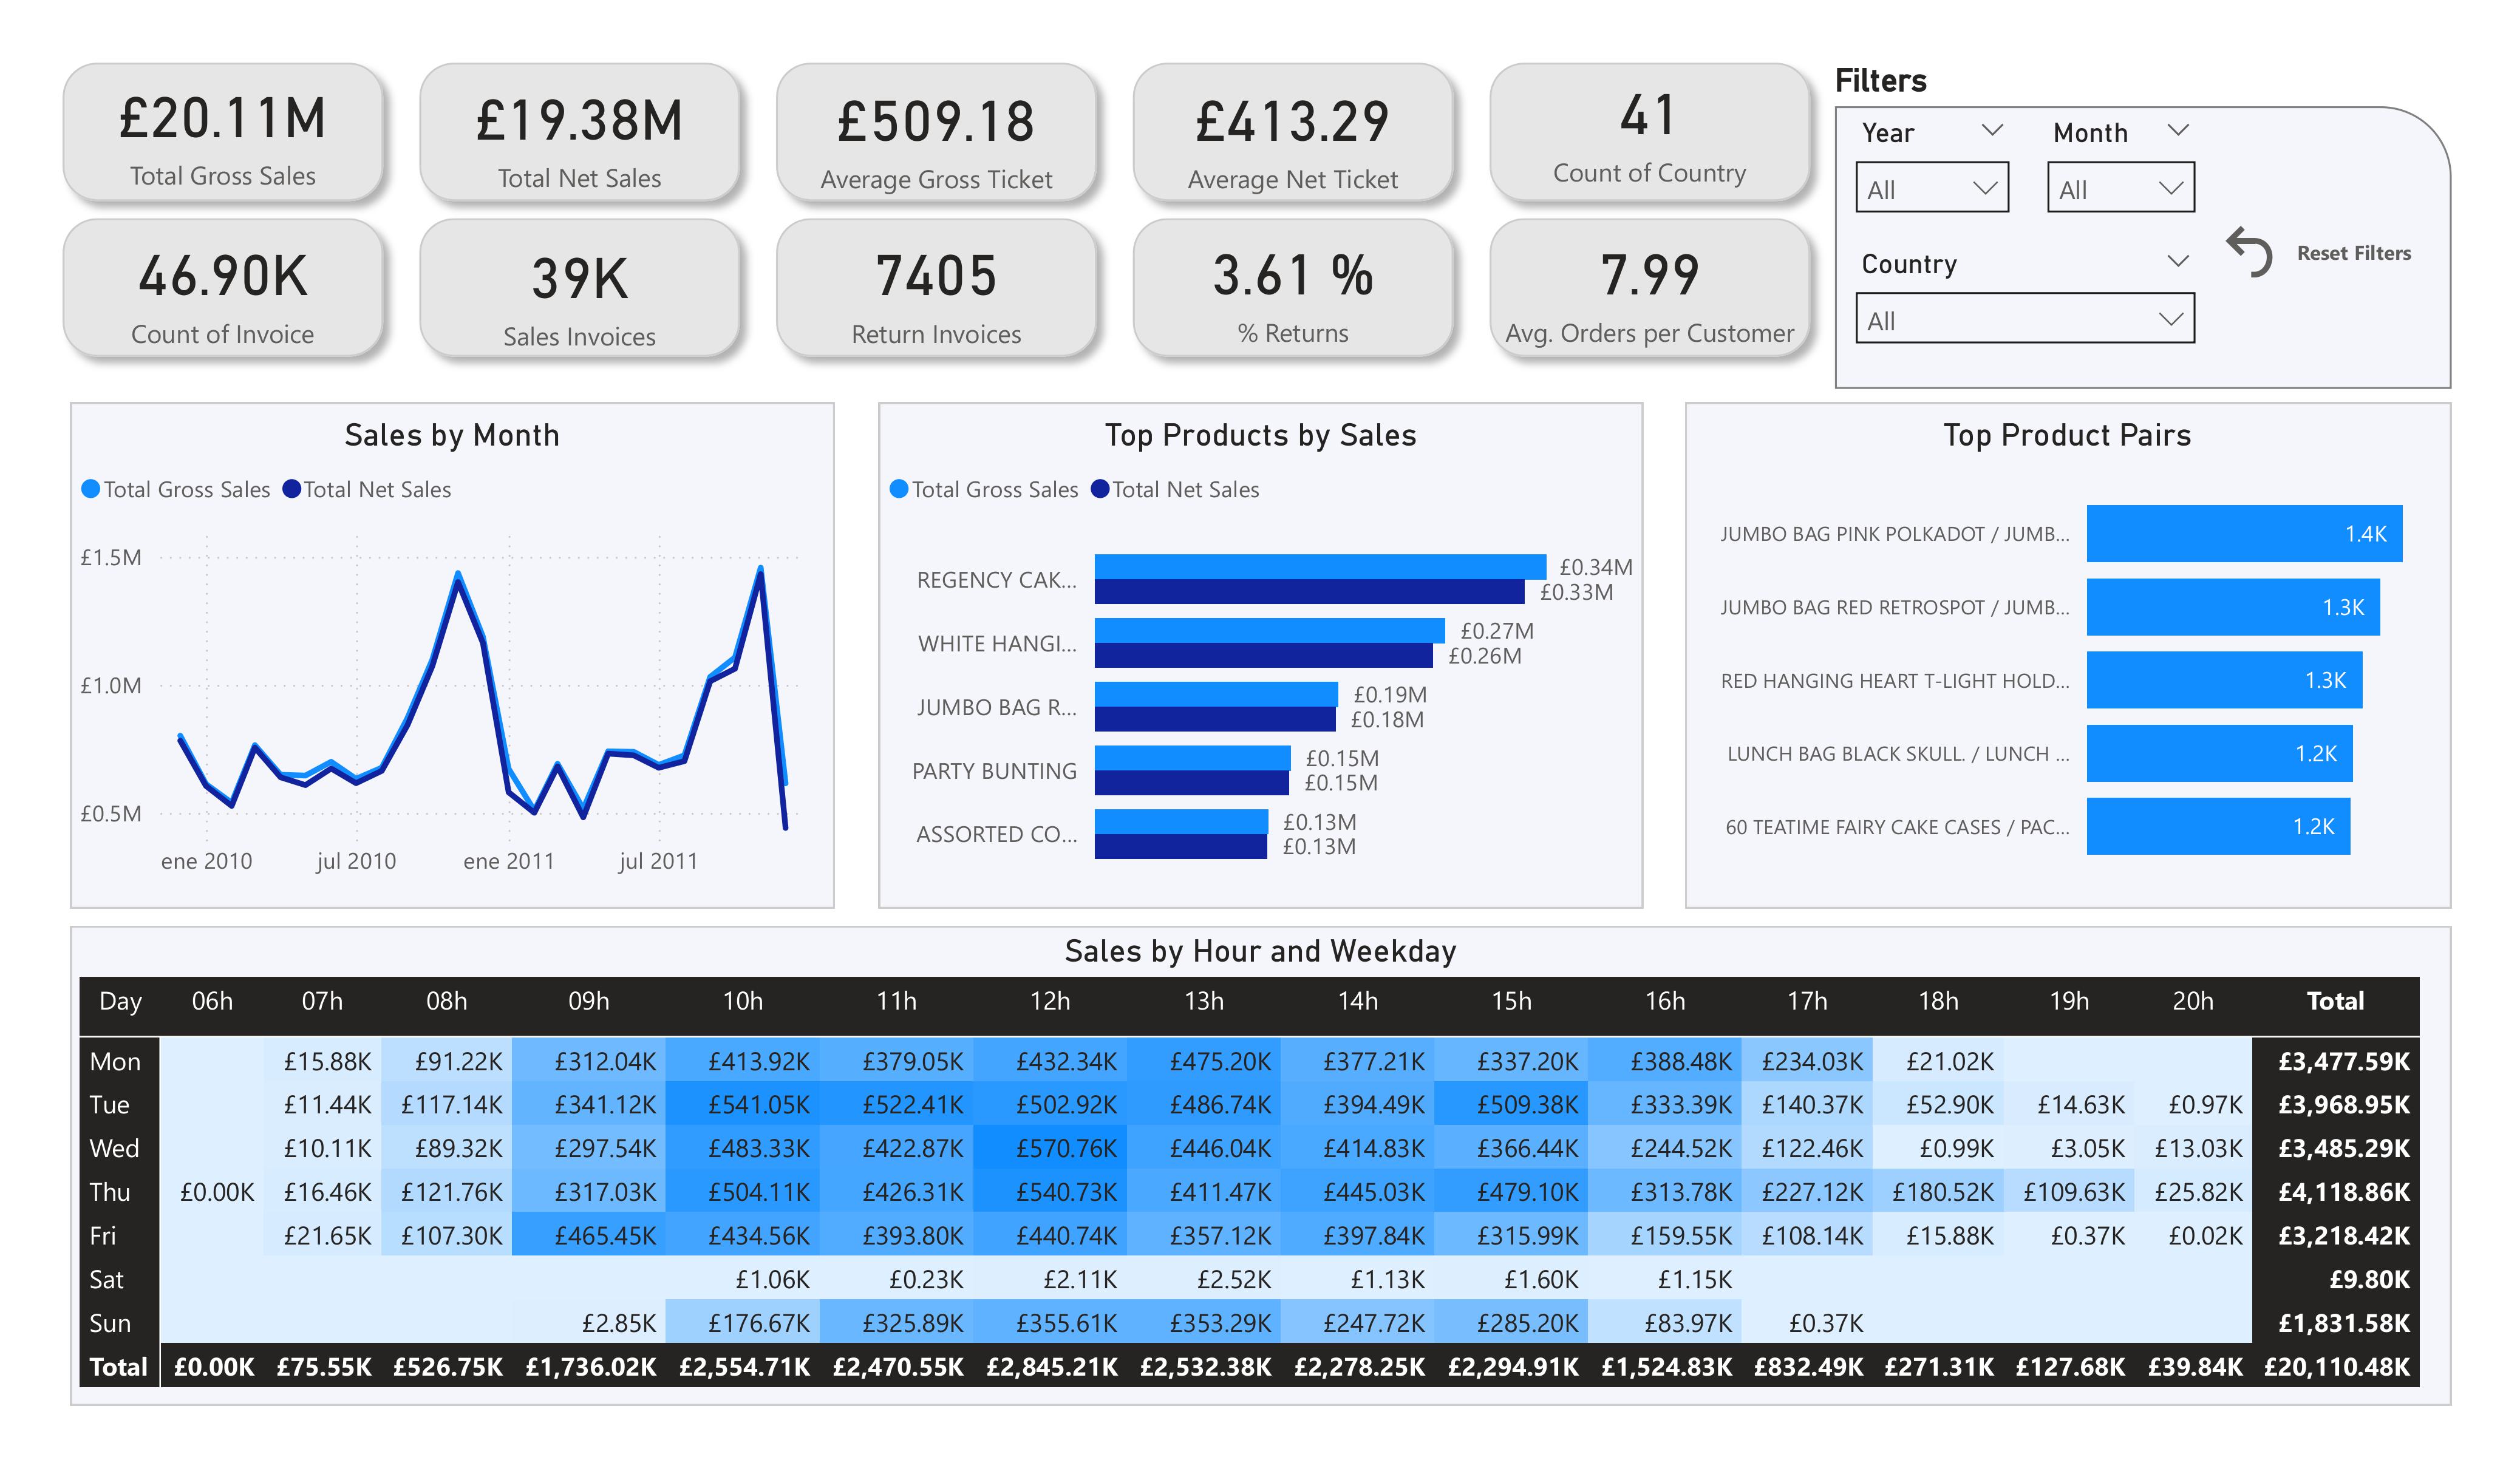 £20.11M
Total Gross Sales
£19.38M
Total Net Sales
£509.18
Average Gross Ticket
£413.29
Average Net Ticket
41
Count of Country
46.90K
Count of Invoice
39K
Sales Invoices
7405
Return Invoices
3.61 %
% Returns
7.99
Avg. Orders per Customer
Filters
Year
All
Month
All
Country
All
Reset Filters
Sales by Month
Total Gross Sales Total Net Sales
£1.5M
£1.0M
£0.5M
ene 2010 jul 2010 ene 2011 jul 2011
Top Products by Sales
Total Gross Sales Total Net Sales
REGENCY CAK... £0.34M
£0.33M
WHITE HANGI... £0.27M
£0.26M
JUMBO BAG R... £0.19M
£0.18M
PARTY BUNTING £0.15M
£0.15M
ASSORTED CO... £0.13M
£0.13M
Top Product Pairs
JUMBO BAG PINK POLKADOT / JUMB... 1.4K
JUMBO BAG RED RETROSPOT / JUMB... 1.3K
RED HANGING HEART T-LIGHT HOLD... 1.3K
LUNCH BAG BLACK SKULL. / LUNCH ... 1.2K
60 TEATIME FAIRY CAKE CASES / PAC... 1.2K
Sales by Hour and Weekday
Day 06h 07h 08h 09h 10h 11h 12h 13h 14h 15h 16h 17h 18h 19h 20h Total
Mon £15.88K £91.22K £312.04K £413.92K £379.05K £432.34K £475.20K £377.21K £337.20K £388.48K £234.03K £21.02K £3,477.59K
Tue £11.44K £117.14K £341.12K £541.05K £522.41K £502.92K £486.74K £394.49K £509.38K £333.39K £140.37K £52.90K £14.63K £0.97K £3,968.95K
Wed £10.11K £89.32K £297.54K £483.33K £422.87K £570.76K £446.04K £414.83K £366.44K £244.52K £122.46K £0.99K £3.05K £13.03K £3,485.29K
Thu £0.00K £16.46K £121.76K £317.03K £504.11K £426.31K £540.73K £411.47K £445.03K £479.10K £313.78K £227.12K £180.52K £109.63K £25.82K £4,118.86K
Fri £21.65K £107.30K £465.45K £434.56K £393.80K £440.74K £357.12K £397.84K £315.99K £159.55K £108.14K £15.88K £0.37K £0.02K £3,218.42K
Sat £1.06K £0.23K £2.11K £2.52K £1.13K £1.60K £1.15K £9.80K
Sun £2.85K £176.67K £325.89K £355.61K £353.29K £247.72K £285.20K £83.97K £0.37K £1,831.58K
Total £0.00K £75.55K £526.75K £1,736.02K £2,554.71K £2,470.55K £2,845.21K £2,532.38K £2,278.25K £2,294.91K £1,524.83K £832.49K £271.31K £127.68K £39.84K £20,110.48K